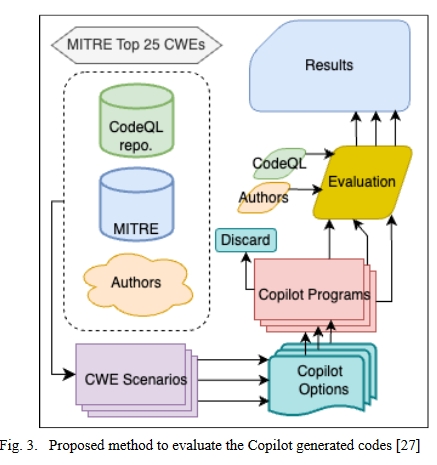 MITRE Top 25 CWEs
Results
CodeQL
repo.
MITRE
Authors
CodeQL
Authors
Evaluation
Discard
Copilot Programs
CWE Scenarios
Copilot
Options
Fig. 3. Proposed method to evaluate the Copilot generated codes [27]